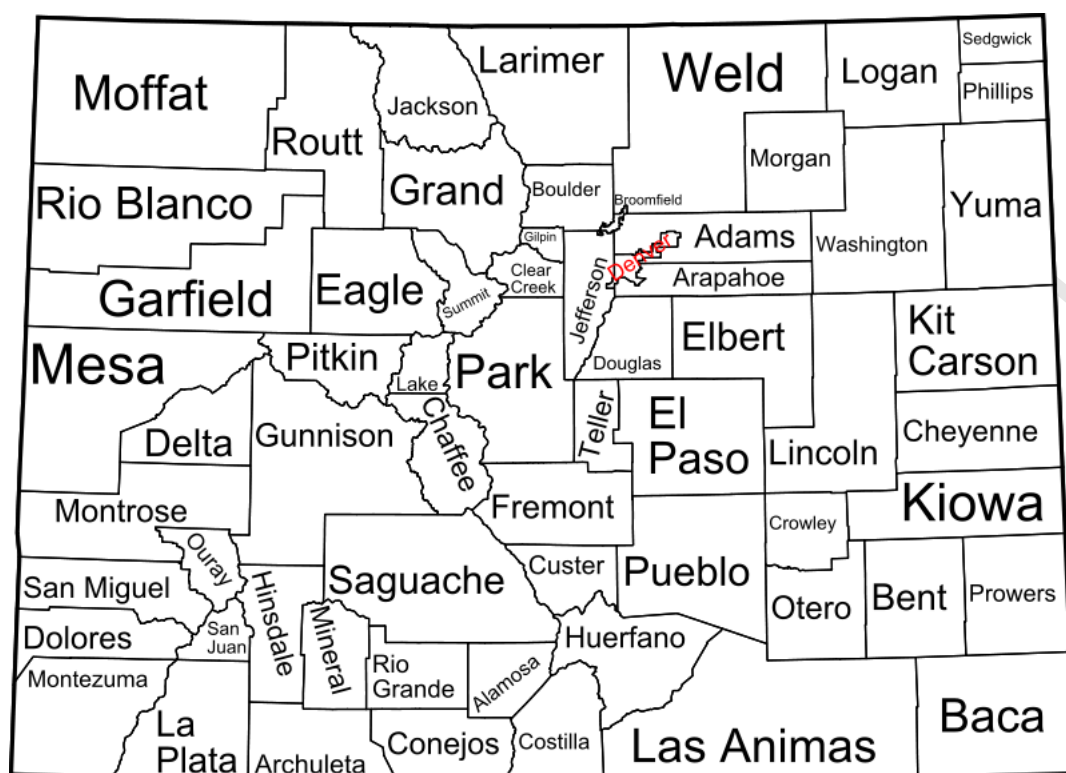 Sedgwick
Larimer
Weld
Logan
Moffat
Jackson
Phillips
Routt
Morgan
Grand
Boulder
Rio Blanco
Broomfield
Yuma
Gilpin
Adams
Washington
Denver
Clear
Creek
Arapahoe
Garfield
Eagle
Summit
Jefferson
Kit
Carson
Mesa
Pitkin
Lake
Park
Douglas
Elbert
Delta
Gunnison
Chaffee
Teller
El
Paso
Lincoln
Cheyenne
Montrose
Fremont
Crowley
Kiowa
Ouray
San Miguel
Hinsdale
Saguache
Custer
Pueblo
Otero
Bent
Prowers
Dolores
San
Juan
Mineral
Huerfano
Rio
Grande
Alamosa
Montezuma
La
Plata
Archuleta
Conejos
Costilla
Las Animas
Baca